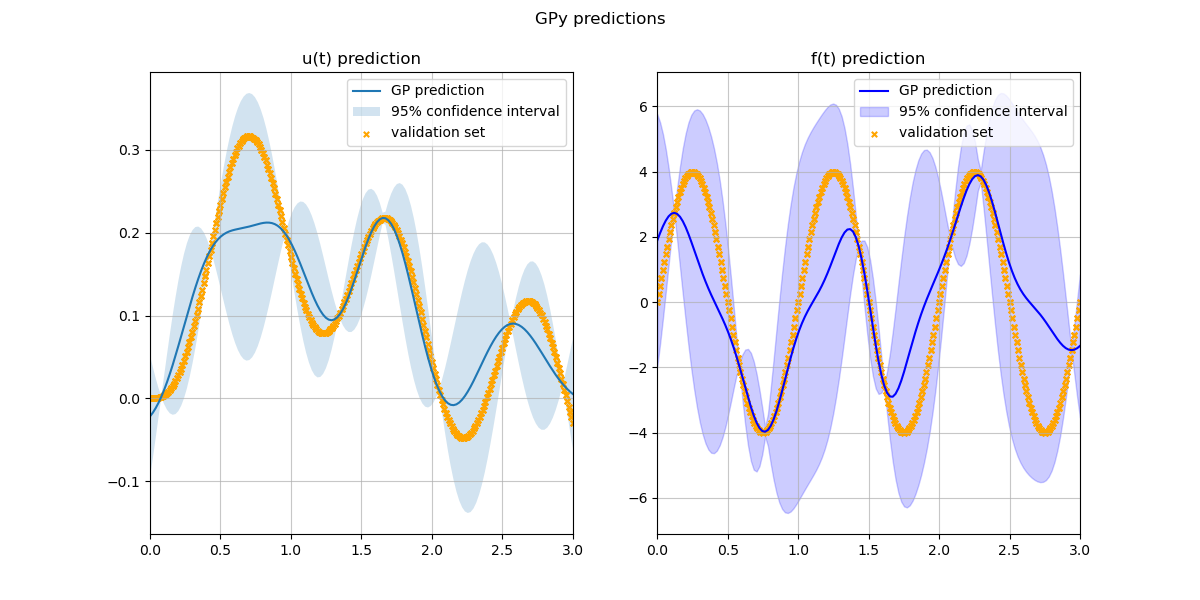 GPy predictions
u(t) prediction
GP prediction
95% confidence interval
validation set
0.3
0.2
0.1
0.0
−0.1
0.0 0.5 1.0 1.5 2.0 2.5 3.0
f(t) prediction
GP prediction
95% confidence interval
validation set
6
4
2
0
−2
−4
−6
0.0 0.5 1.0 1.5 2.0 2.5 3.0